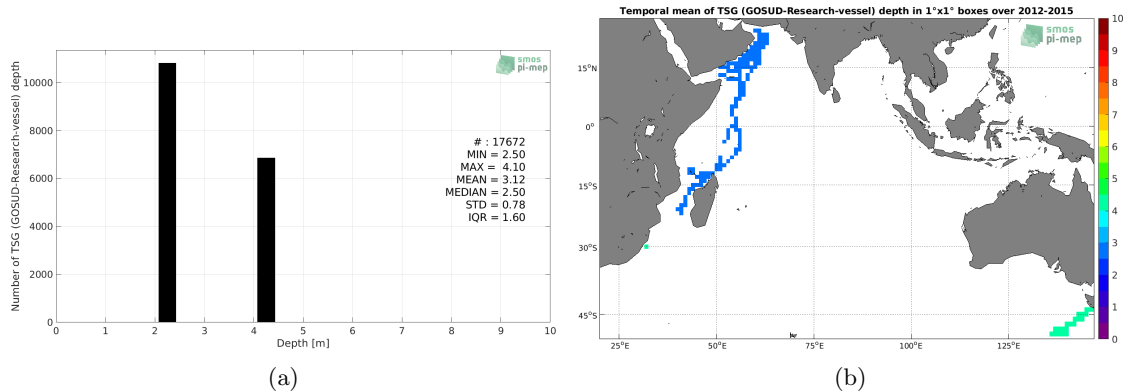 Number of TSG (GOSUD-Research-vessel) depth
10000
8000
6000
4000
2000
0
0 1 2 3 4 5 6 7 8 9 10
Depth [m]
smos
pi-mep
# : 17672
MIN = 2.50
MAX = 4.10
MEAN = 3.12
MEDIAN = 2.50
STD = 0.78
IQR = 1.60
(a)
Temporal mean of TSG (GOSUD-Research-vessel) depth in 1°x1° boxes over 2012-2015
smos
pi-mep
15°N
0°
15°S
30°S
45°S
25°E 50°E 75°E 100°E 125°E
10
9
8
7
6
5
4
3
2
1
0
(b)